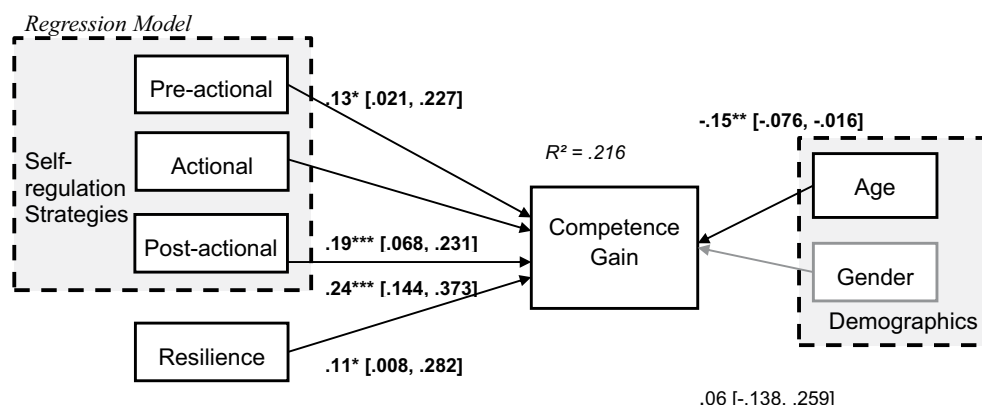 Regression Model
Pre-actional
.13* [.021, .227]
-.15** [-.076, -.016]
Self-
regulation
Strategies
Actional
R² = .216
Age
Competence
Gain
Post-actional
.19*** [.068, .231]
.24*** [.144, .373]
Gender
Demographics
Resilience
.11* [.008, .282]
.06 [-.138, .259]